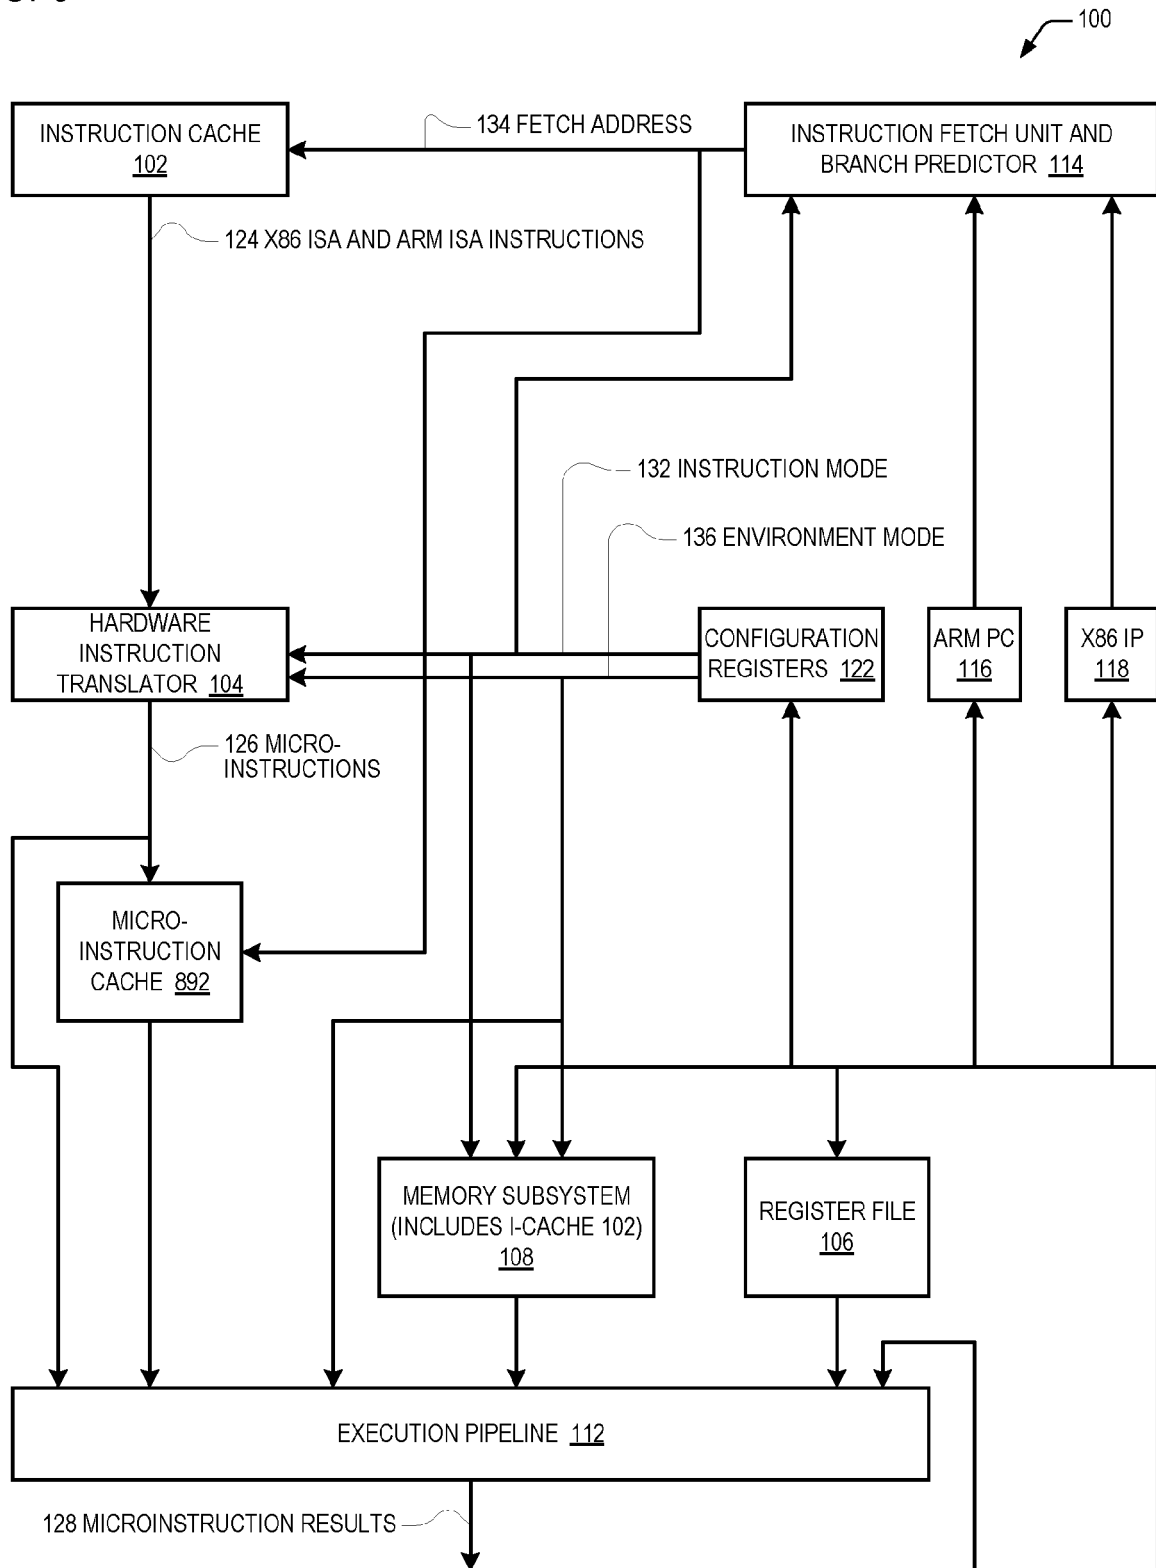 100
INSTRUCTION CACHE
102
134 FETCH ADDRESS
INSTRUCTION FETCH UNIT AND
BRANCH PREDICTOR 114
124 X86 ISA AND ARM ISA INSTRUCTIONS
132 INSTRUCTION MODE
136 ENVIRONMENT MODE
HARDWARE
INSTRUCTION
TRANSLATOR 104
CONFIGURATION
REGISTERS 122
ARM PC
116
X86 IP
118
126 MICRO-
INSTRUCTIONS
MICRO-
INSTRUCTION
CACHE 892
MEMORY SUBSYSTEM
(INCLUDES I-CACHE 102)
108
REGISTER FILE
106
EXECUTION PIPELINE 112
128 MICROINSTRUCTION RESULTS